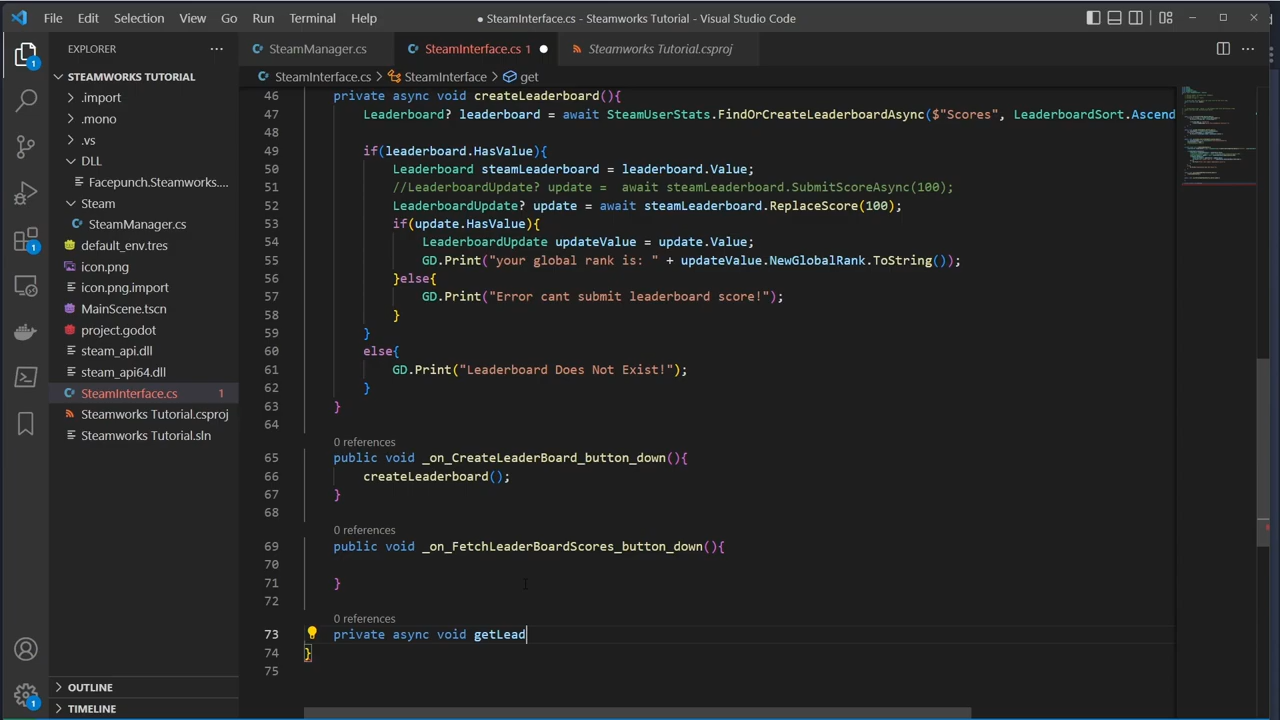 File Edit Selection View Go Run Terminal Help
● SteamInterface.cs - Steamworks Tutorial - Visual Studio Code
EXPLORER
STEAMWORKS TUTORIAL
.import
.mono
.vs
DLL
Facepunch.Steamworks....
Steam
SteamManager.cs
default_env.tres
icon.png
icon.png.import
MainScene.tscn
project.godot
steam_api.dll
steam_api64.dll
SteamInterface.cs 1
Steamworks Tutorial.csproj
Steamworks Tutorial.sln
OUTLINE
TIMELINE
1
1
1
SteamManager.cs SteamInterface.cs 1 ● Steamworks Tutorial.csproj
SteamInterface.cs > SteamInterface > get
46 private async void createLeaderboard(){
47 Leaderboard? leaderboard = await SteamUserStats.FindOrCreateLeaderboardAsync($"Scores", LeaderboardSort.Ascend
48
49 if(leaderboard.HasValue){
50 Leaderboard steamLeaderboard = leaderboard.Value;
51 //LeaderboardUpdate? update =  await steamLeaderboard.SubmitScoreAsync(100);
52 LeaderboardUpdate? update = await steamLeaderboard.ReplaceScore(100);
53 if(update.HasValue){
54 LeaderboardUpdate updateValue = update.Value;
55 GD.Print("your global rank is: " + updateValue.NewGlobalRank.ToString());
56 }else{
57 GD.Print("Error cant submit leaderboard score!");
58 }
59 }
60 else{
61 GD.Print("Leaderboard Does Not Exist!");
62 }
63 }
64
0 references
65 public void _on_CreateLeaderBoard_button_down(){
66 createLeaderboard();
67 }
68
0 references
69 public void _on_FetchLeaderBoardScores_button_down(){
70
71 }
72
0 references
73 private async void getLead
74 }
75